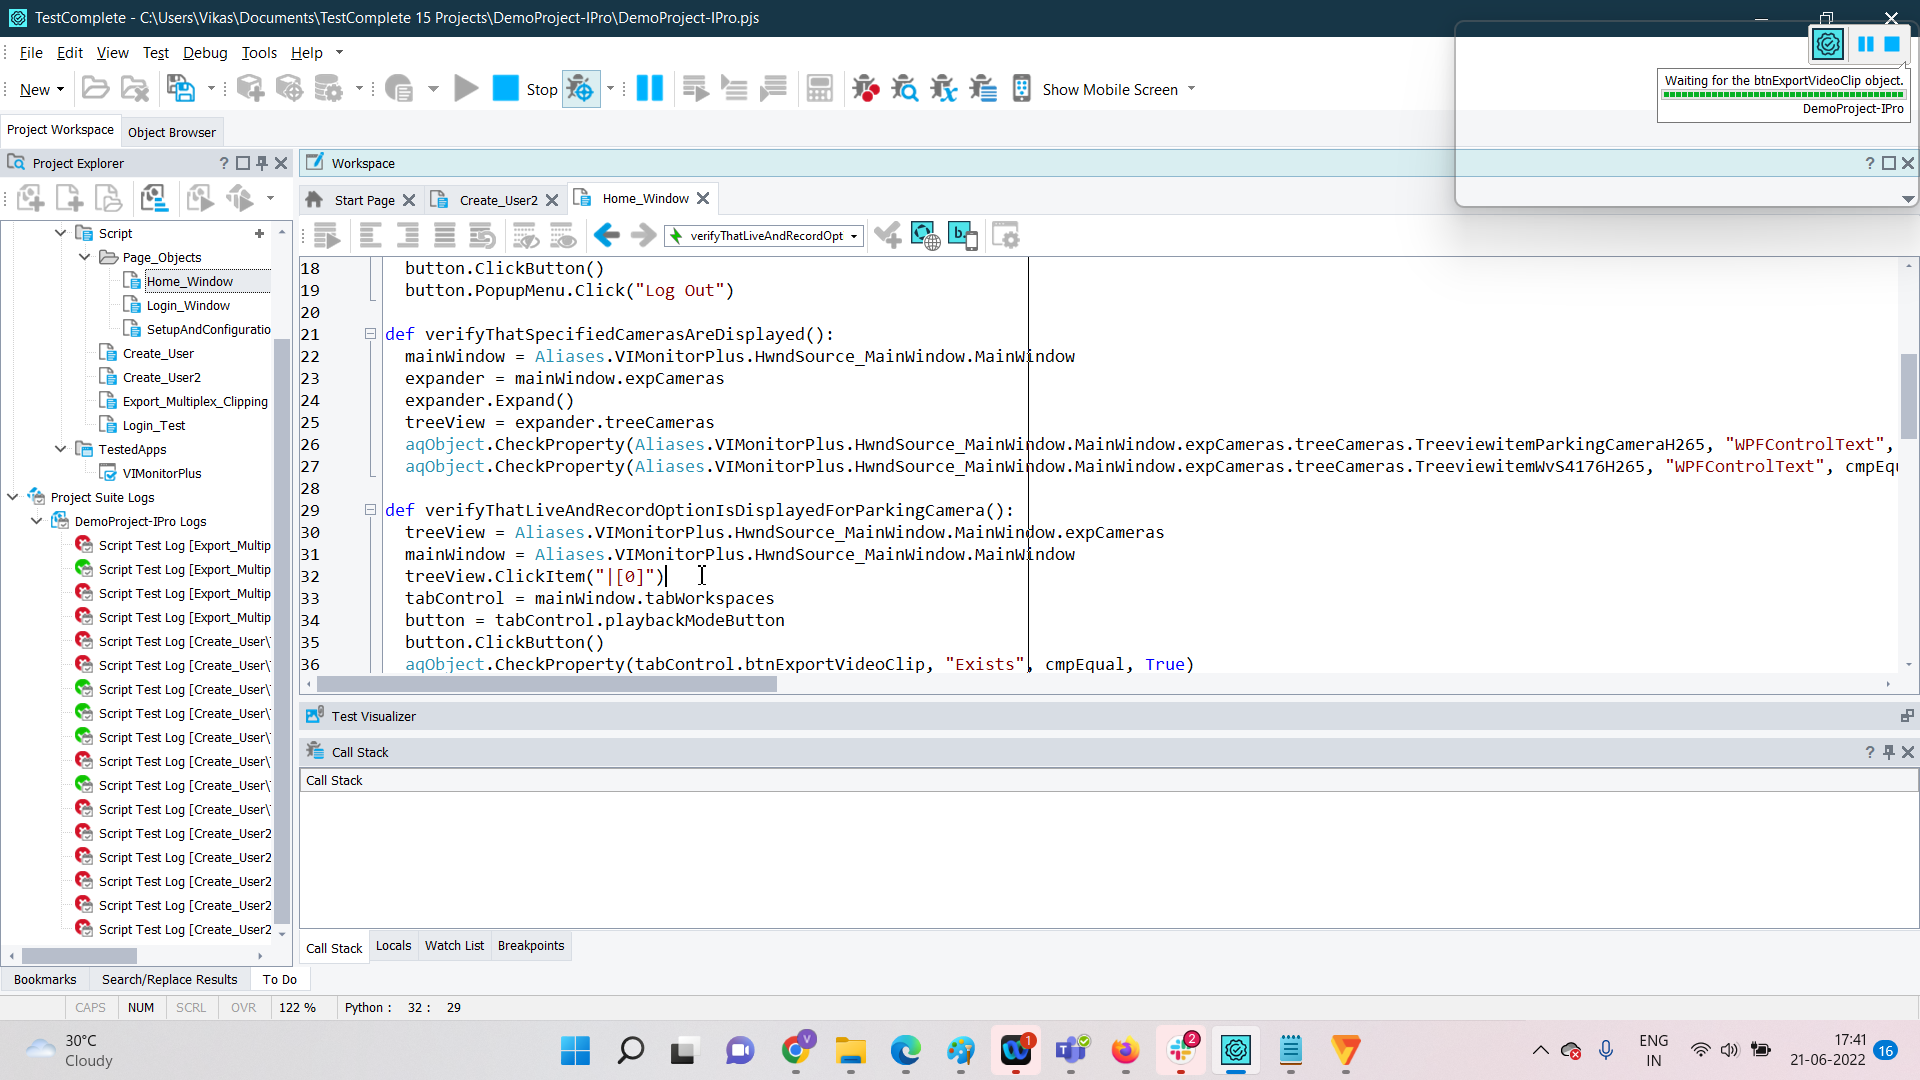 TestComplete - C:\Users\Vikas\Documents\TestComplete 15 Projects\DemoProject-IPro\DemoProject-IPro.pjs
File Edit View Test Debug Tools Help
Waiting for the btnExportVideoClip object.
DemoProject-IPro
New
Stop
Show Mobile Screen
Project Workspace
Object Browser
Project Explorer
?
Workspace
?
Start Page
Create_User2
Home_Window
verifyThatLiveAndRecordOpt
b.
Script
Page_Objects
Home_Window
Login_Window
SetupAndConfiguratio
Create_User
Create_User2
Export_Multiplex_Clipping
Login_Test
TestedApps
VIMonitorPlus
Project Suite Logs
DemoProject-IPro Logs
Script Test Log [Export_Multip
Script Test Log [Export_Multip
Script Test Log [Export_Multip
Script Test Log [Export_Multip
Script Test Log [Create_User\
Script Test Log [Create_User\
Script Test Log [Create_User\
Script Test Log [Create_User\
Script Test Log [Create_User\
Script Test Log [Create_User\
Script Test Log [Create_User\
Script Test Log [Create_User\
Script Test Log [Create_User2
Script Test Log [Create_User2
Script Test Log [Create_User2
Script Test Log [Create_User2
Script Test Log [Create_User2
18 button.ClickButton()
19 button.PopupMenu.Click("Log Out")
20
21 def verifyThatSpecifiedCamerasAreDisplayed():
22 mainWindow = Aliases.VIMonitorPlus.HwndSource_MainWindow.MainWindow
23 expander = mainWindow.expCameras
24 expander.Expand()
25 treeView = expander.treeCameras
26 aqObject.CheckProperty(Aliases.VIMonitorPlus.HwndSource_MainWindow.MainWindow.expCameras.treeCameras.TreeviewitemParkingCameraH265, "WPFControlText",
27 aqObject.CheckProperty(Aliases.VIMonitorPlus.HwndSource_MainWindow.MainWindow.expCameras.treeCameras.TreeviewitemWvS4176H265, "WPFControlText", cmpEqu
28
29 def verifyThatLiveAndRecordOptionIsDisplayedForParkingCamera():
30 treeView = Aliases.VIMonitorPlus.HwndSource_MainWindow.MainWindow.expCameras
31 mainWindow = Aliases.VIMonitorPlus.HwndSource_MainWindow.MainWindow
32 treeView.ClickItem("|[0]")
33 tabControl = mainWindow.tabWorkspaces
34 button = tabControl.playbackModeButton
35 button.ClickButton()
36 aqObject.CheckProperty(tabControl.btnExportVideoClip, "Exists", cmpEqual, True)
Test Visualizer
Call Stack
?
Call Stack
Call Stack Locals Watch List Breakpoints
Bookmarks Search/Replace Results To Do
CAPS NUM SCRL OVR 122 % Python : 32 : 29
30°C
Cloudy
V
1
2
ENG
IN
17:41
21-06-2022
16